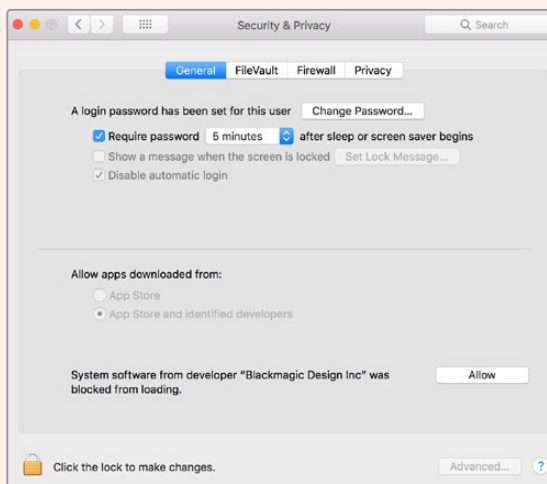 Security & Privacy
Search
General FileVault Firewall Privacy
A login password has been set for this user Change Password...
Require password 5 minutes after sleep or screen saver begins
Show a message when the screen is locked Set Lock Message...
Disable automatic login
Allow apps downloaded from:
App Store
App Store and identified developers
System software from developer "Blackmagic Design Inc" was
blocked from loading.
Allow
Click the lock to make changes.
Advanced...
?